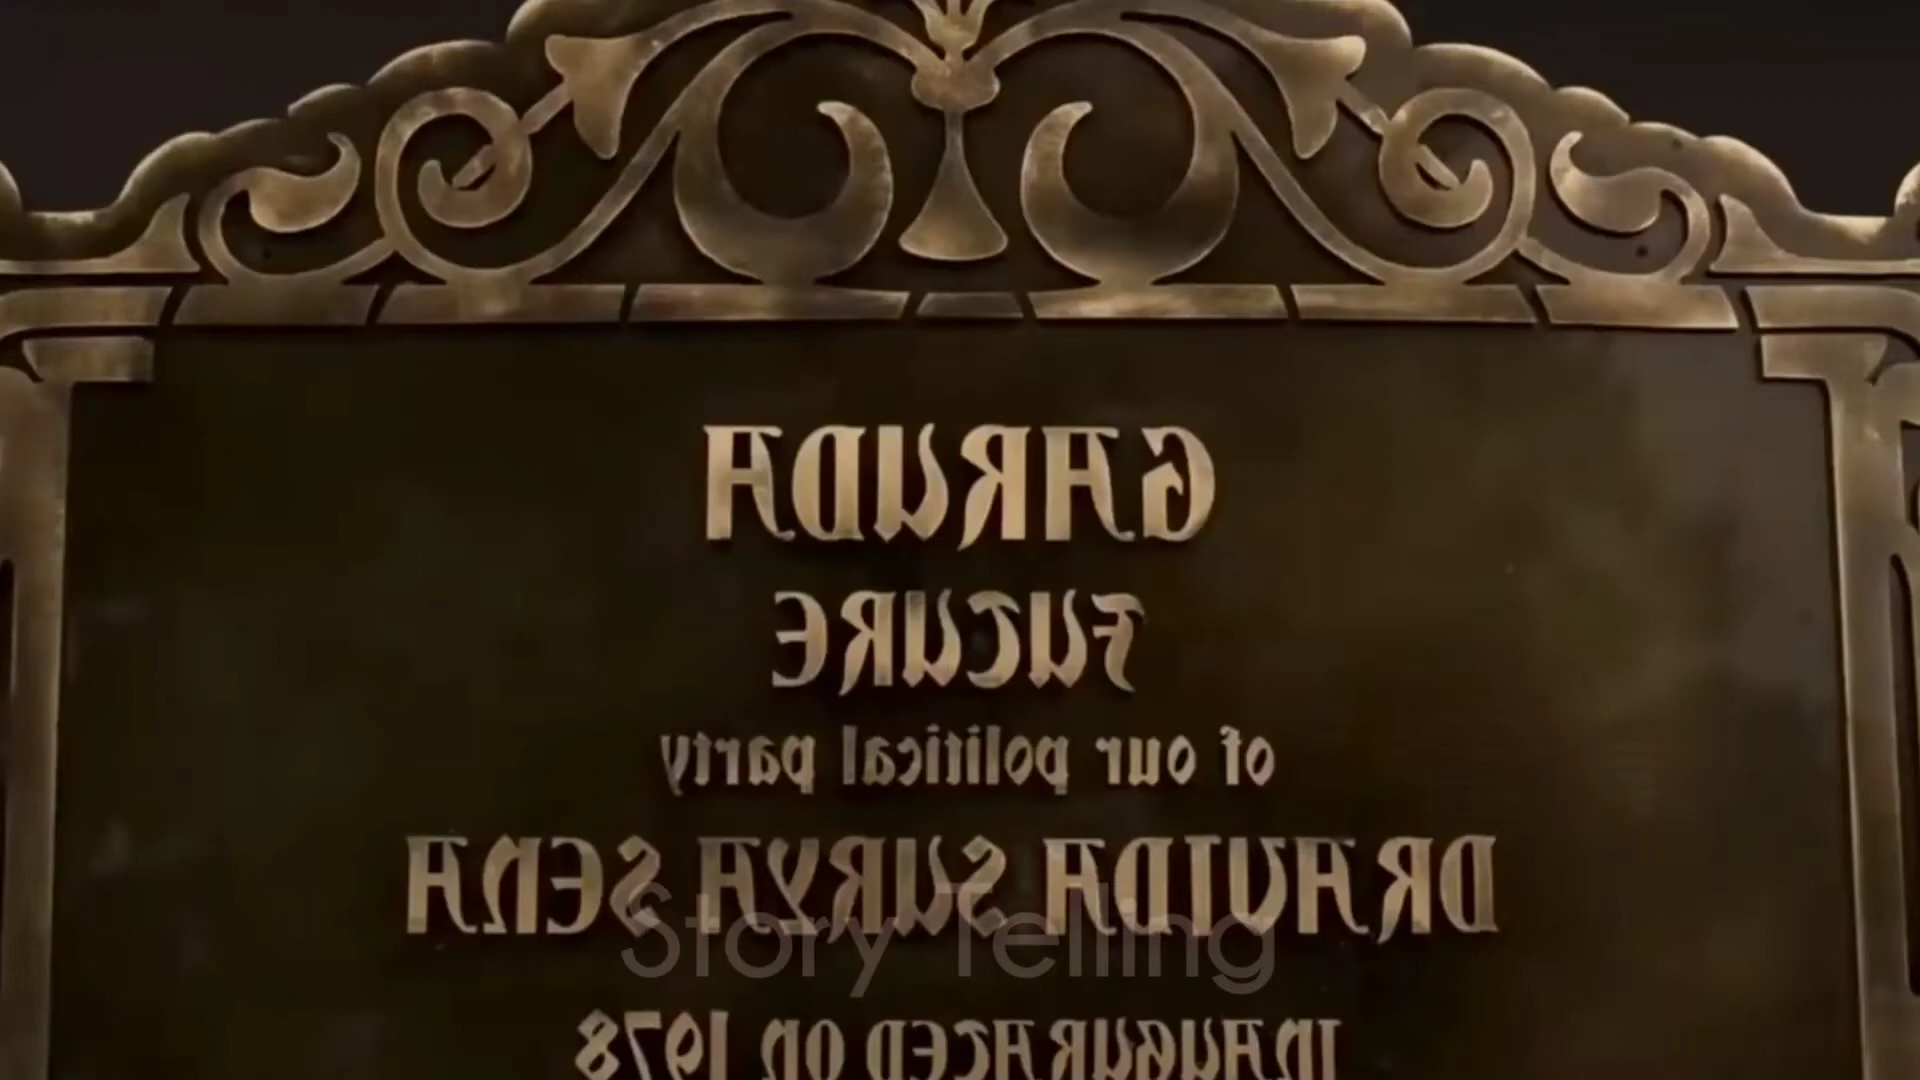 GARUDA
FUTURE
of our political party
DRAVIDA SURYA SENA
Story Telling
INAUGURATED ON 1978